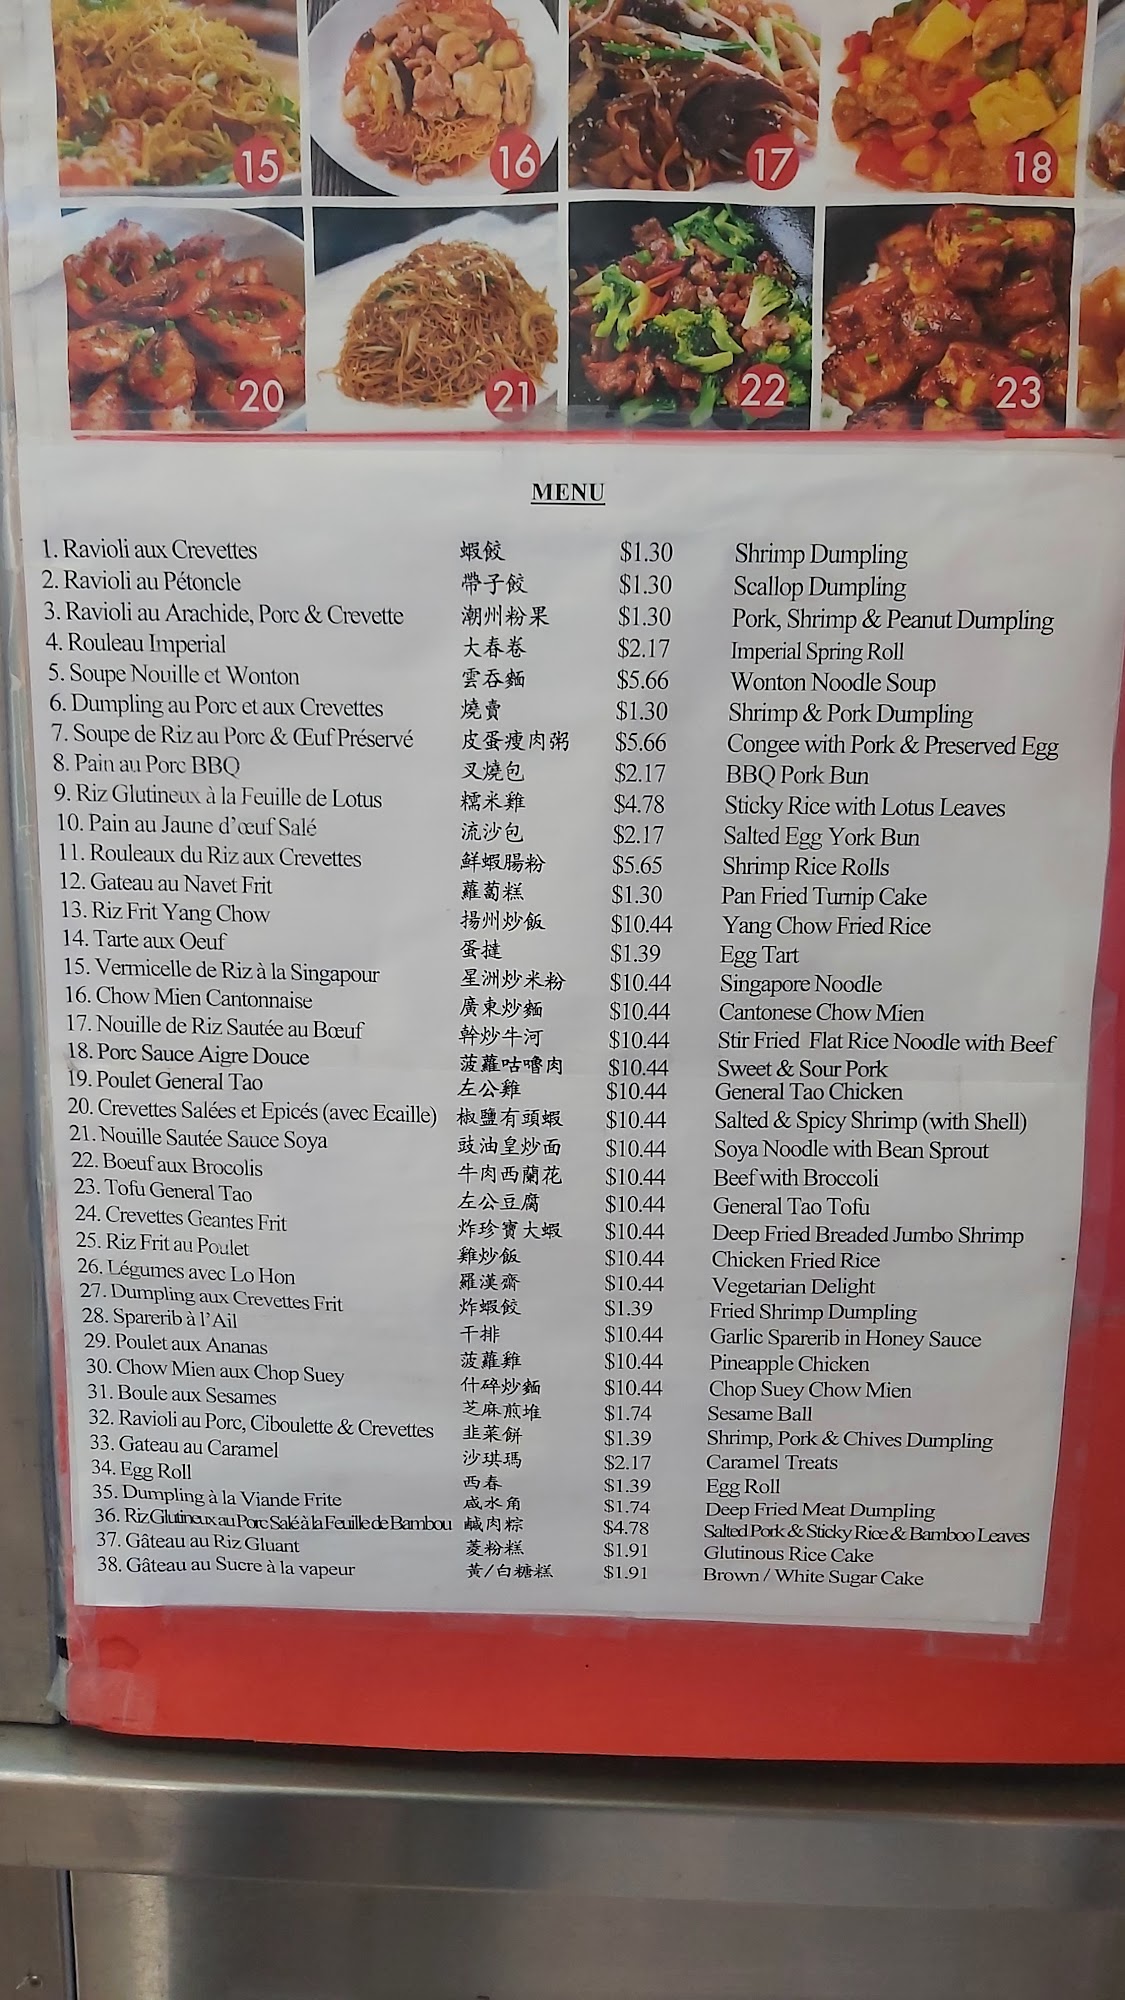 15 16 17 18
20 21 22 23
MENU
1. Ravioli aux Crevettes 蝦餃 $1.30 Shrimp Dumpling
2. Ravioli au Pétoncle 帶子餃 $1.30 Scallop Dumpling
3. Ravioli au Arachide, Porc & Crevette 潮州粉果 $1.30 Pork, Shrimp & Peanut Dumpling
4. Rouleau Imperial 大春卷 $2.17 Imperial Spring Roll
5. Soupe Nouille et Wonton 雲吞麵 $5.66 Wonton Noodle Soup
6. Dumpling au Porc et aux Crevettes 燒賣 $1.30 Shrimp & Pork Dumpling
7. Soupe de Riz au Porc & Œuf Préservé 皮蛋瘦肉粥 $5.66 Congee with Pork & Preserved Egg
8. Pain au Porc BBQ 叉燒包 $2.17 BBQ Pork Bun
9. Riz Glutineux à la Feuille de Lotus 糯米雞 $4.78 Sticky Rice with Lotus Leaves
10. Pain au Jaune d'œuf Salé 流沙包 $2.17 Salted Egg York Bun
11. Rouleaux du Riz aux Crevettes 鮮蝦腸粉 $5.65 Shrimp Rice Rolls
12. Gateau au Navet Frit 蘿蔔糕 $1.30 Pan Fried Turnip Cake
13. Riz Frit Yang Chow 揚州炒飯 $10.44 Yang Chow Fried Rice
14. Tarte aux Oeuf 蛋撻 $1.39 Egg Tart
15. Vermicelle de Riz à la Singapour 星洲炒米粉 $10.44 Singapore Noodle
16. Chow Mien Cantonnaise 廣東炒麵 $10.44 Cantonese Chow Mien
17. Nouille de Riz Sautée au Bœuf 幹炒牛河 $10.44 Stir Fried Flat Rice Noodle with Beef
18. Porc Sauce Aigre Douce 菠蘿咕嚕肉 $10.44 Sweet & Sour Pork
19. Poulet General Tao 左公雞 $10.44 General Tao Chicken
20. Crevettes Salées et Epicés (avec Ecaille) 椒鹽有頭蝦 $10.44 Salted & Spicy Shrimp (with Shell)
21. Nouille Sautée Sauce Soya 豉油皇炒面 $10.44 Soya Noodle with Bean Sprout
22. Boeuf aux Brocolis 牛肉西蘭花 $10.44 Beef with Broccoli
23. Tofu General Tao 左公豆腐 $10.44 General Tao Tofu
24. Crevettes Geantes Frit 炸珍寶大蝦 $10.44 Deep Fried Breaded Jumbo Shrimp
25. Riz Frit au Poulet 雞炒飯 $10.44 Chicken Fried Rice
26. Légumes avec Lo Hon 羅漢齋 $10.44 Vegetarian Delight
27. Dumpling aux Crevettes Frit 炸蝦餃 $1.39 Fried Shrimp Dumpling
28. Sparerib à l'Ail 干排 $10.44 Garlic Sparerib in Honey Sauce
29. Poulet aux Ananas 菠蘿雞 $10.44 Pineapple Chicken
30. Chow Mien aux Chop Suey 什碎炒麵 $10.44 Chop Suey Chow Mien
31. Boule aux Sesames 芝麻煎堆 $1.74 Sesame Ball
32. Ravioli au Porc, Ciboulette & Crevettes 韭菜餅 $1.39 Shrimp, Pork & Chives Dumpling
33. Gateau au Caramel 沙琪瑪 $2.17 Caramel Treats
34. Egg Roll 西春 $1.39 Egg Roll
35. Dumpling à la Viande Frite 咸水角 $1.74 Deep Fried Meat Dumpling
36. Riz Glutineux au Porc Salé à la Feuille de Bambou 鹹肉粽 $4.78 Salted Pork & Sticky Rice & Bamboo Leaves
37. Gâteau au Riz Gluant 菱粉糕 $1.91 Glutinous Rice Cake
38. Gâteau au Sucre à la vapeur 黃/白糖糕 $1.91 Brown / White Sugar Cake